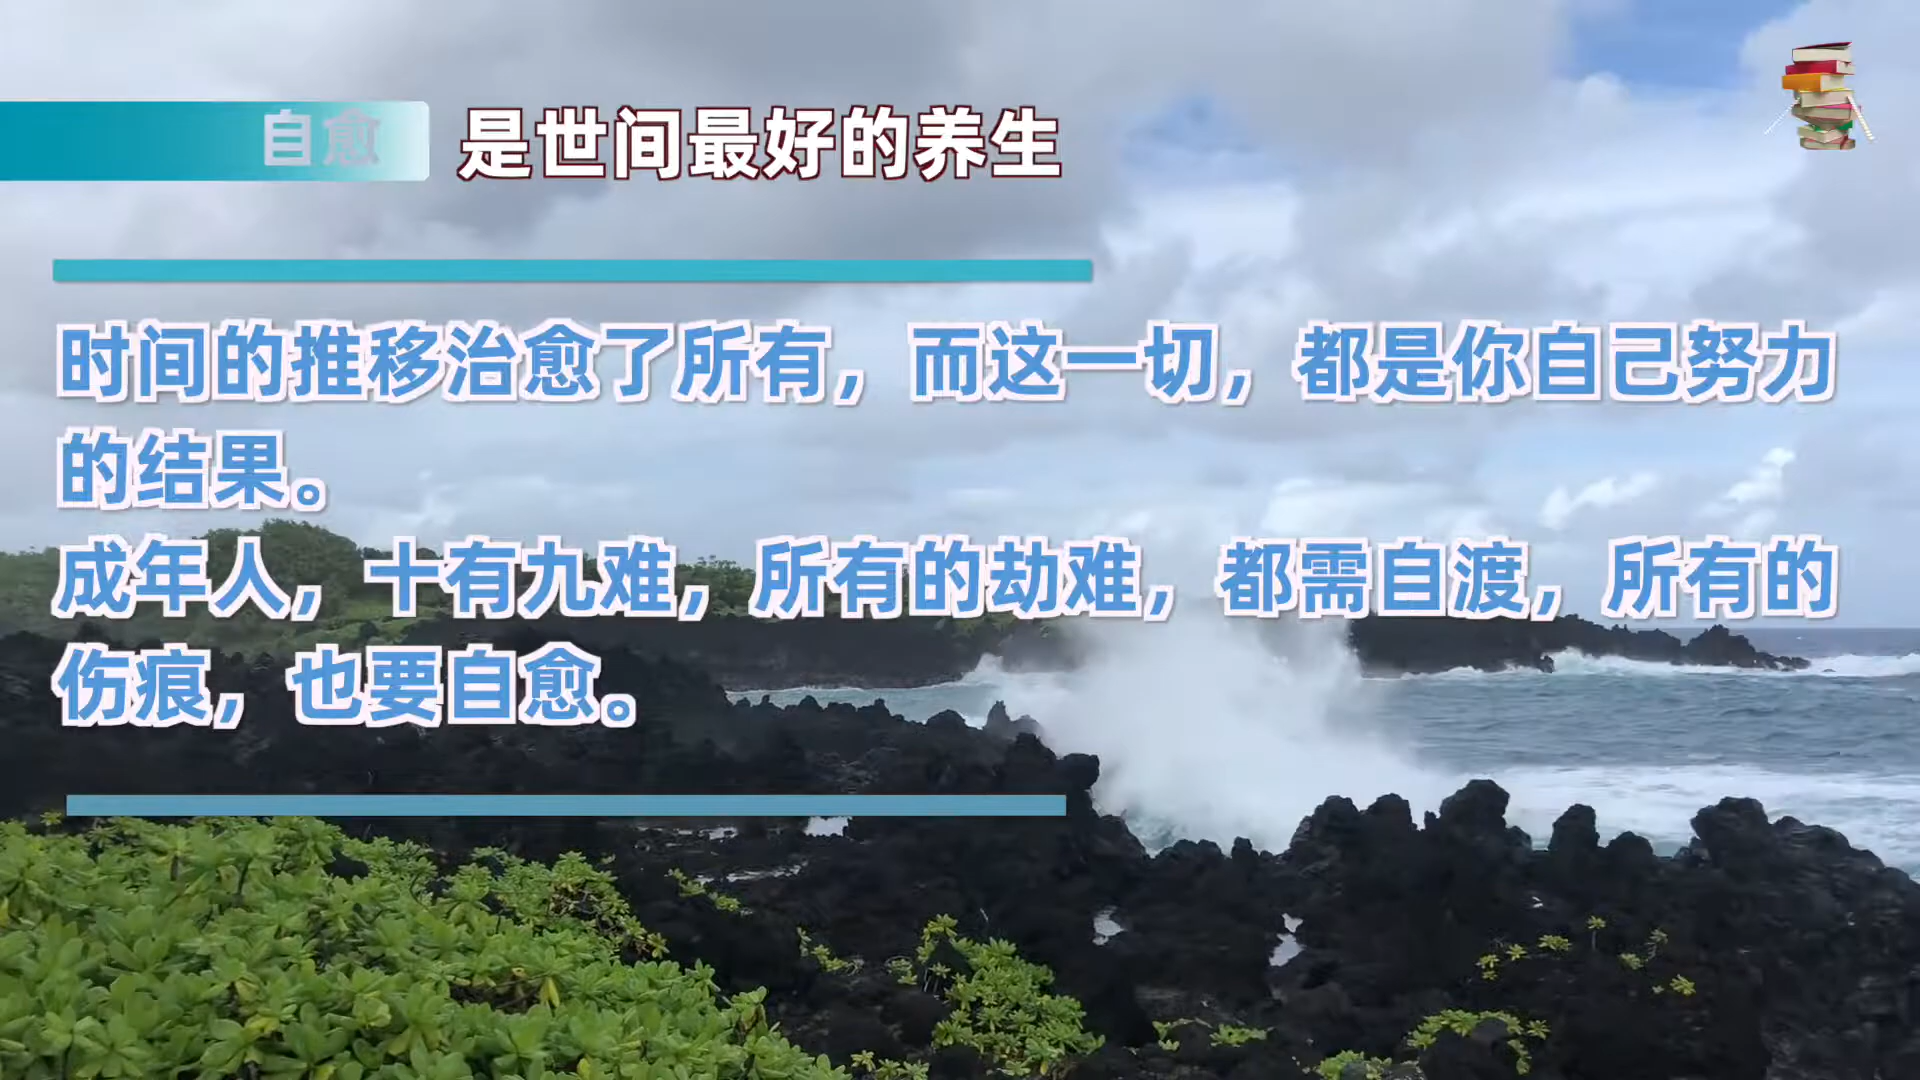 自愈 是世间最好的养生
时间的推移治愈了所有，而这一切，都是你自己努力
的结果。
成年人，十有九难，所有的劫难，都需自渡，所有的
伤痕，也要自愈。